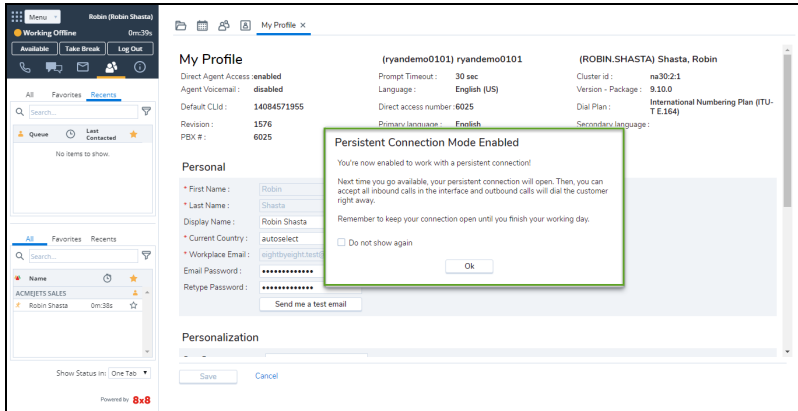 Menu
Robin (Robin Shasta)
Working Offline
0m:39s
Available
Take Break
Log Out
All
Favorites
Recents
Search...
Queue
Last Contacted
No items to show.
All
Favorites
Recents
Search...
Name
ACMEJETS SALES
Robin Shasta
0m:38s
Show Status in:
One Tab
Powered by 8x8
My Profile ×
My Profile
(ryandemo0101) ryandemo0101
(ROBIN.SHASTA) Shasta, Robin
Direct Agent Access :enabled
Prompt Timeout : 30 sec
Cluster id : na30:2:1
Agent Voicemail : disabled
Language : English (US)
Version - Package : 9.10.0
Default CLId : 14084571955
Direct access number :6025
Dial Plan : International Numbering Plan (ITU-
T E.164)
Revision : 1576
Primary language : English
Secondary language :
PBX # : 6025
Personal
* First Name : Robin
* Last Name : Shasta
Display Name : Robin Shasta
* Current Country : autoselect
* Workplace Email : eightbyeight.test
Email Password : •••••••••••••
Retype Password : •••••••••••••
Send me a test email
Personalization
Save
Cancel
Persistent Connection Mode Enabled
You're now enabled to work with a persistent connection!
Next time you go available, your persistent connection will open. Then, you can
accept all inbound calls in the interface and outbound calls will dial the customer
right away.
Remember to keep your connection open until you finish your working day.
Do not show again
Ok